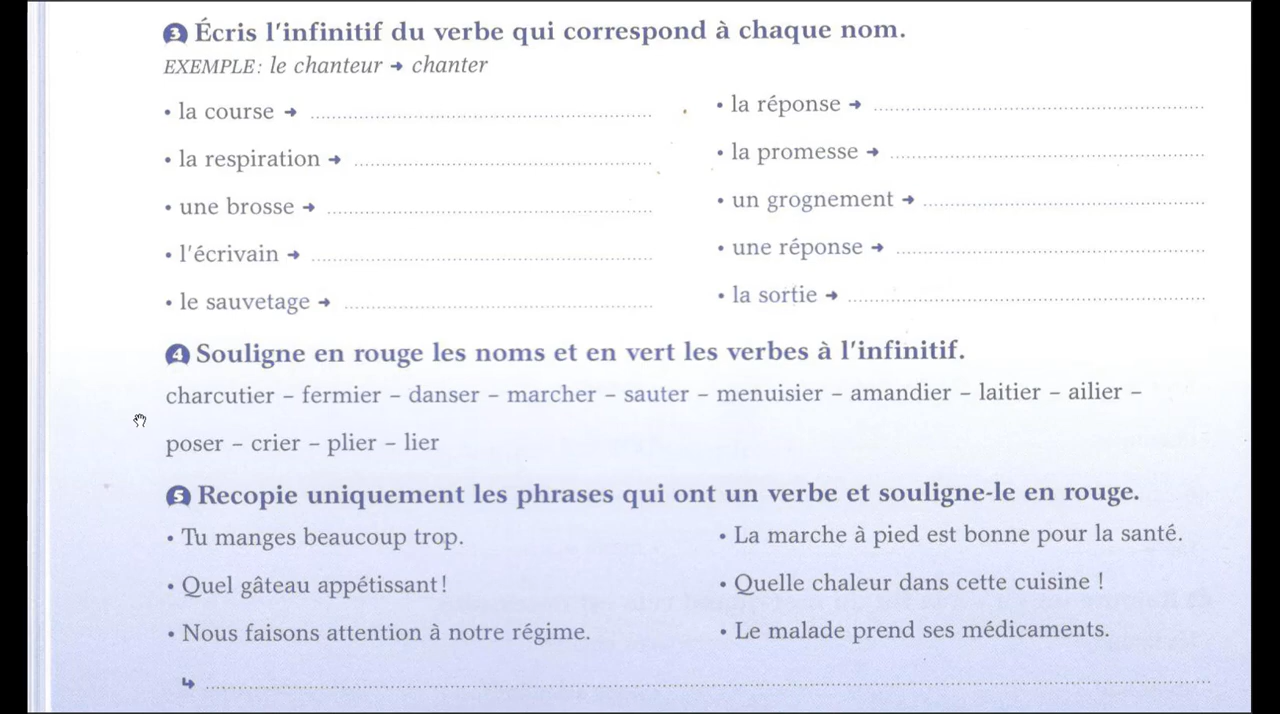 3 Écris l'infinitif du verbe qui correspond à chaque nom.
EXEMPLE : le chanteur → chanter
• la course →
• la respiration →
• une brosse →
• l'écrivain →
• le sauvetage →
• la réponse →
• la promesse →
• un grognement →
• une réponse →
• la sortie →
4 Souligne en rouge les noms et en vert les verbes à l'infinitif.
charcutier – fermier – danser – marcher – sauter – menuisier – amandier – laitier – ailier –
poser – crier – plier – lier
5 Recopie uniquement les phrases qui ont un verbe et souligne-le en rouge.
• Tu manges beaucoup trop.
• Quel gâteau appétissant !
• Nous faisons attention à notre régime.
• La marche à pied est bonne pour la santé.
• Quelle chaleur dans cette cuisine !
• Le malade prend ses médicaments.